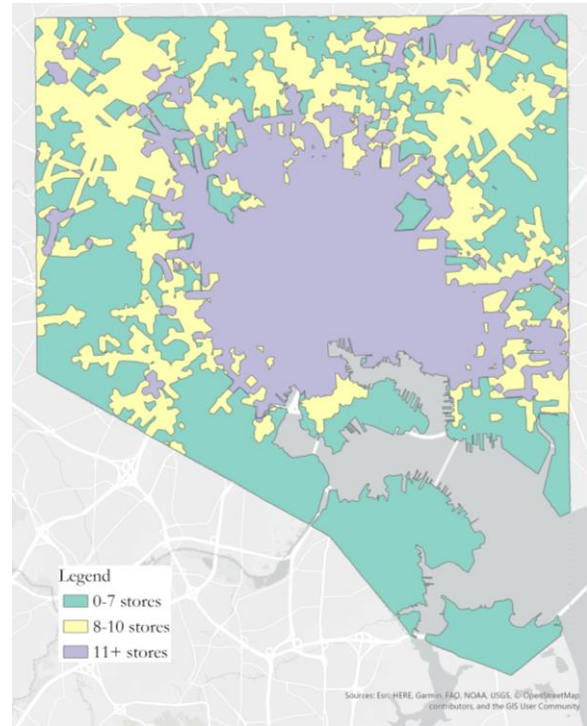 Legend
0-7 stores
8-10 stores
11+ stores
Sources: Esri, HERE, Garmin, FAO, NOAA, USGS, © OpenStreetMap
contributors, and the GIS User Community